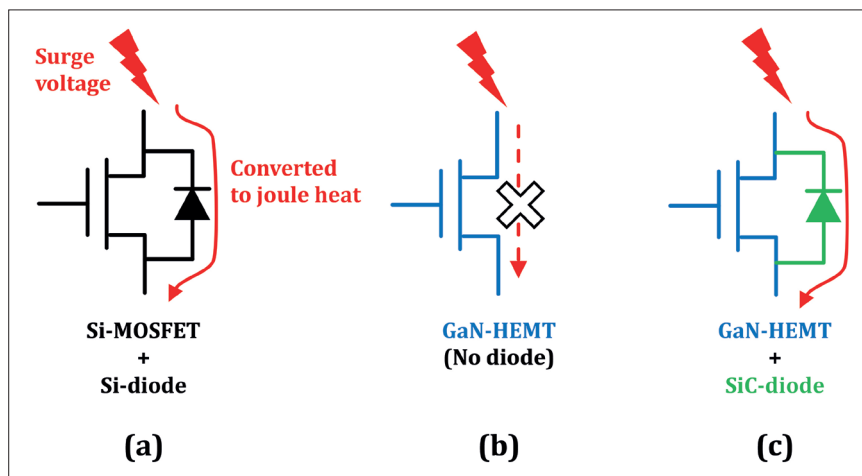 Surge
voltage
Converted
to joule heat
Si-MOSFET
+
Si-diode
(a)
GaN-HEMT
(No diode)
(b)
GaN-HEMT
+
SiC-diode
(c)